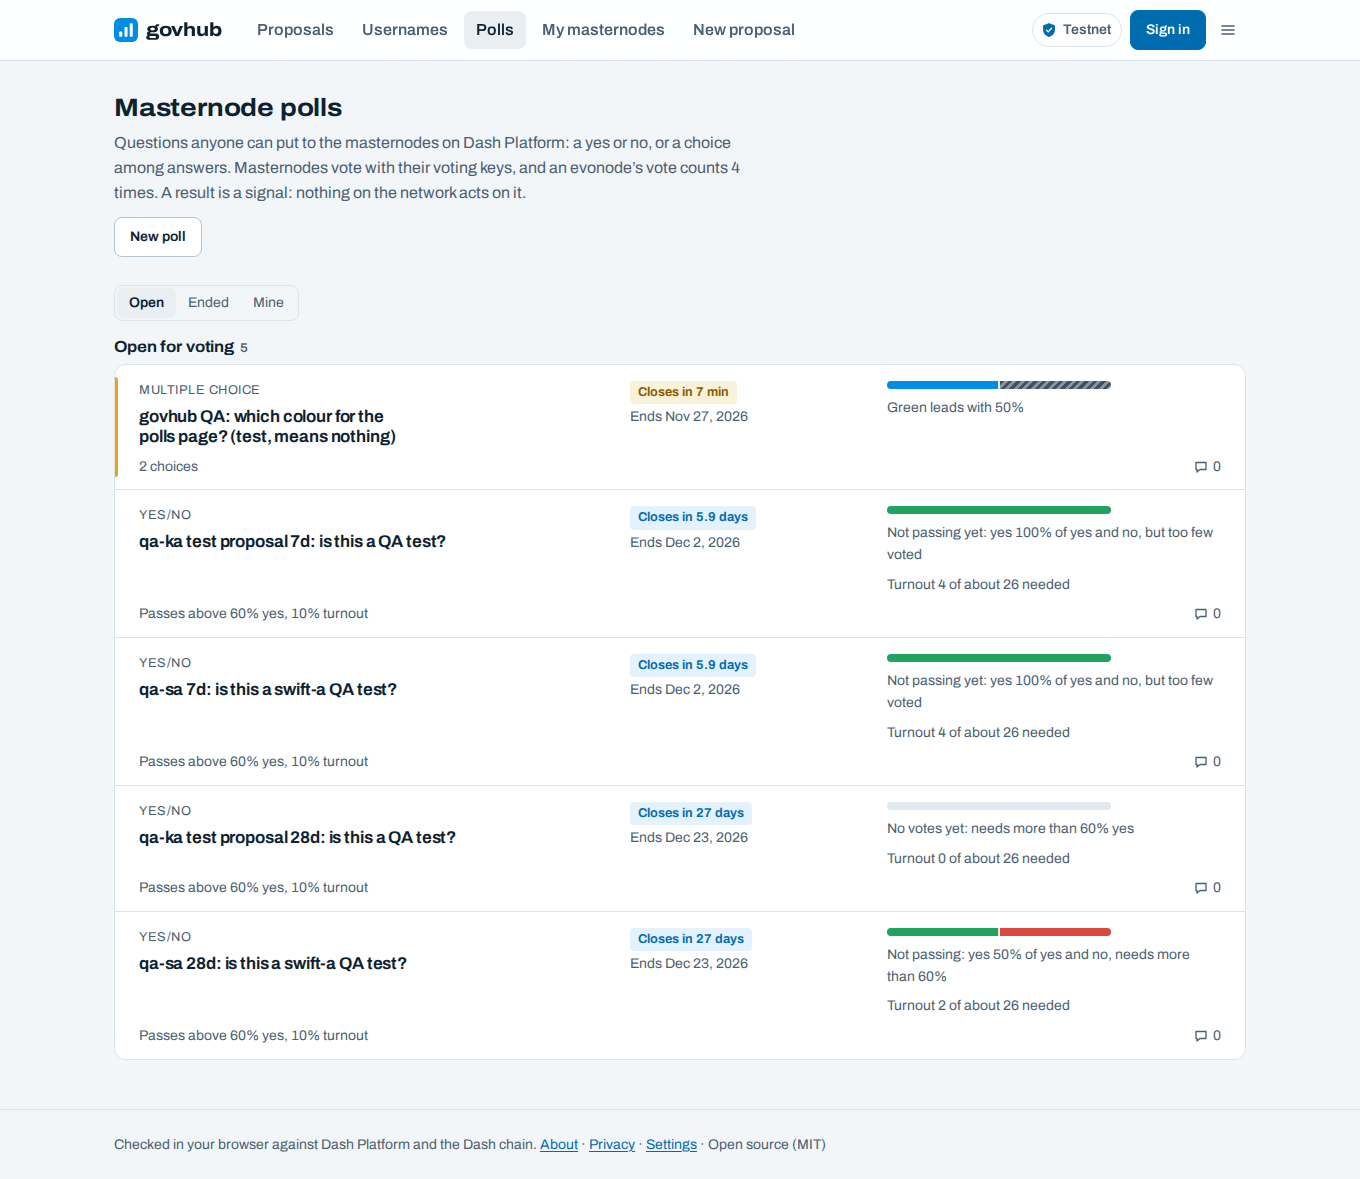 govhub
Proposals
Usernames
Polls
My masternodes
New proposal
Testnet
Sign in
Masternode polls
Questions anyone can put to the masternodes on Dash Platform: a yes or no, or a choice
among answers. Masternodes vote with their voting keys, and an evonode’s vote counts 4
times. A result is a signal: nothing on the network acts on it.
New poll
Open
Ended
Mine
Open for voting 5
MULTIPLE CHOICE
govhub QA: which colour for the
polls page? (test, means nothing)
2 choices
Closes in 7 min
Ends Nov 27, 2026
Green leads with 50%
0
YES/NO
qa-ka test proposal 7d: is this a QA test?
Passes above 60% yes, 10% turnout
Closes in 5.9 days
Ends Dec 2, 2026
Not passing yet: yes 100% of yes and no, but too few
voted
Turnout 4 of about 26 needed
0
YES/NO
qa-sa 7d: is this a swift-a QA test?
Passes above 60% yes, 10% turnout
Closes in 5.9 days
Ends Dec 2, 2026
Not passing yet: yes 100% of yes and no, but too few
voted
Turnout 4 of about 26 needed
0
YES/NO
qa-ka test proposal 28d: is this a QA test?
Passes above 60% yes, 10% turnout
Closes in 27 days
Ends Dec 23, 2026
No votes yet: needs more than 60% yes
Turnout 0 of about 26 needed
0
YES/NO
qa-sa 28d: is this a swift-a QA test?
Passes above 60% yes, 10% turnout
Closes in 27 days
Ends Dec 23, 2026
Not passing: yes 50% of yes and no, needs more
than 60%
Turnout 2 of about 26 needed
0
Checked in your browser against Dash Platform and the Dash chain. About · Privacy · Settings · Open source (MIT)